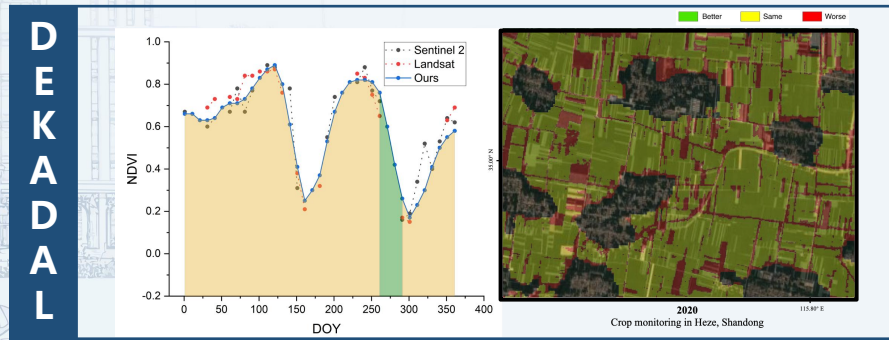 DEKADAL
Better
Same
Worse
1.0
0.8
0.6
0.4
0.2
0.0
-0.2
NDVI
Sentinel 2
Landsat
Ours
0 50 100 150 200 250 300 350 400
DOY
35.00° N
115.80° E
2020
Crop monitoring in Heze, Shandong